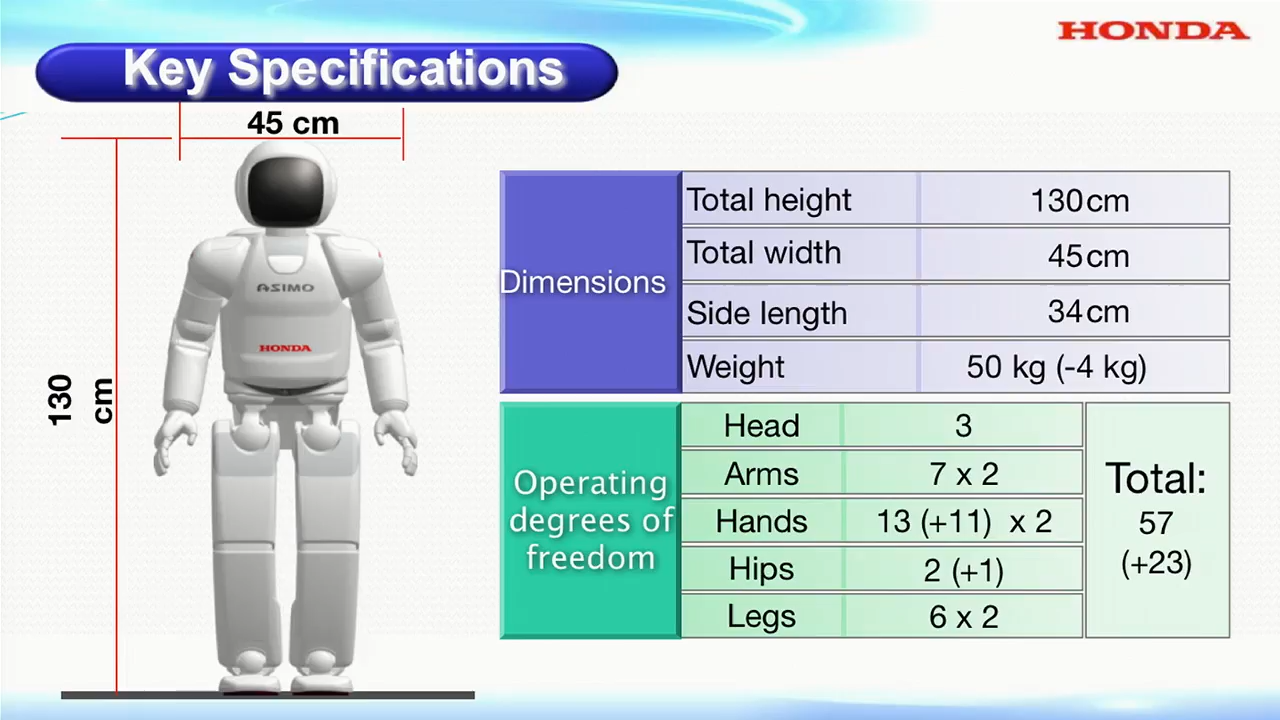 HONDA
Key Specifications
45 cm
130 cm
ASIMO
HONDA
Dimensions
Total height 130cm
Total width 45cm
Side length 34cm
Weight 50 kg (-4 kg)
Operating
degrees of
freedom
Head 3
Arms 7 x 2
Hands 13 (+11) x 2
Hips 2 (+1)
Legs 6 x 2
Total:
57
(+23)